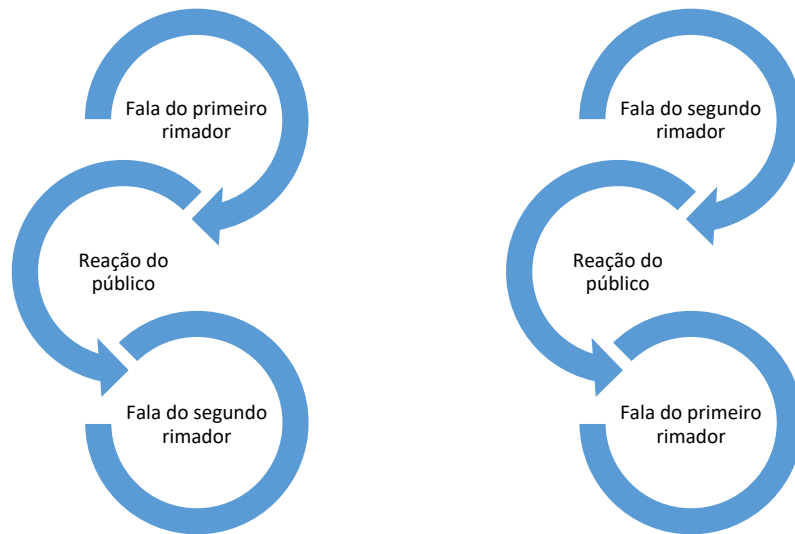 Fala do primeiro
rimador
Reação do
público
Fala do segundo
rimador
Fala do segundo
rimador
Reação do
público
Fala do primeiro
rimador